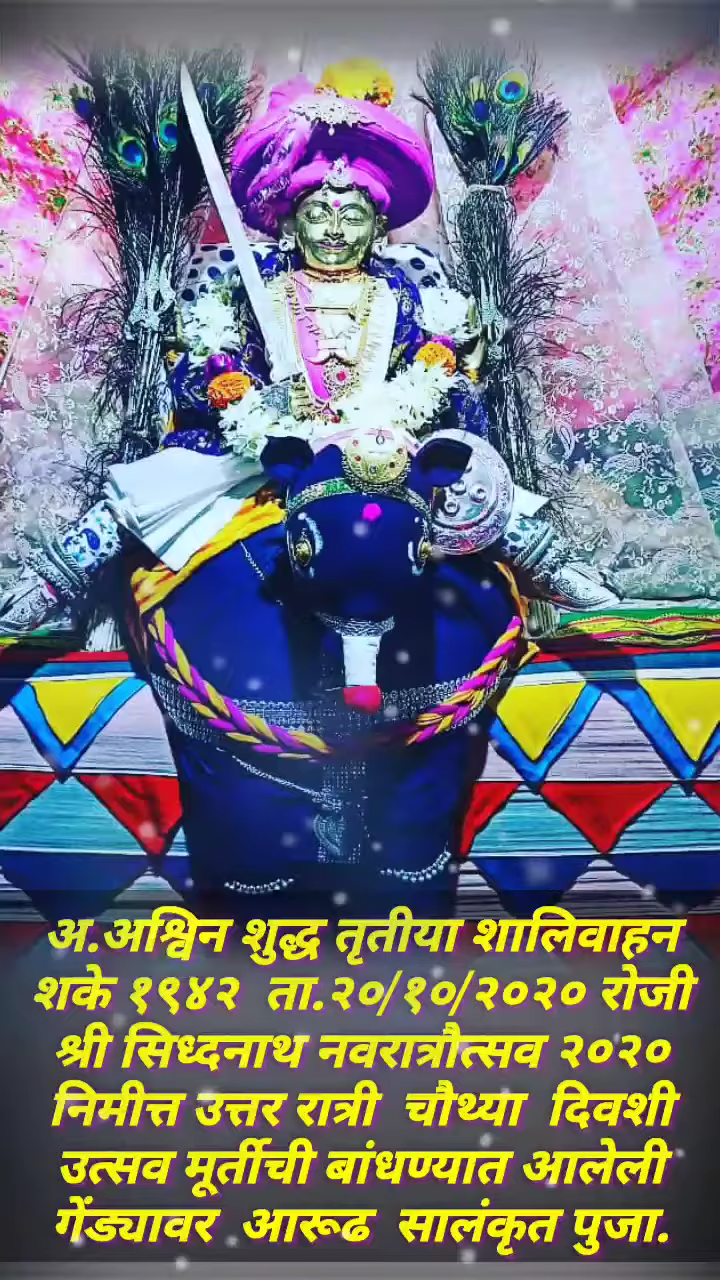 अ.अश्विन शुद्ध तृतीया शालिवाहन
शके १९४२ ता.२०/१०/२०२० रोजी
श्री सिध्दनाथ नवरात्रौत्सव २०२०
निमीत्त उत्तर रात्री चौथ्या दिवशी
उत्सव मूर्तीची बांधण्यात आलेली
गेंड्यावर आरूढ सालंकृत पुजा.